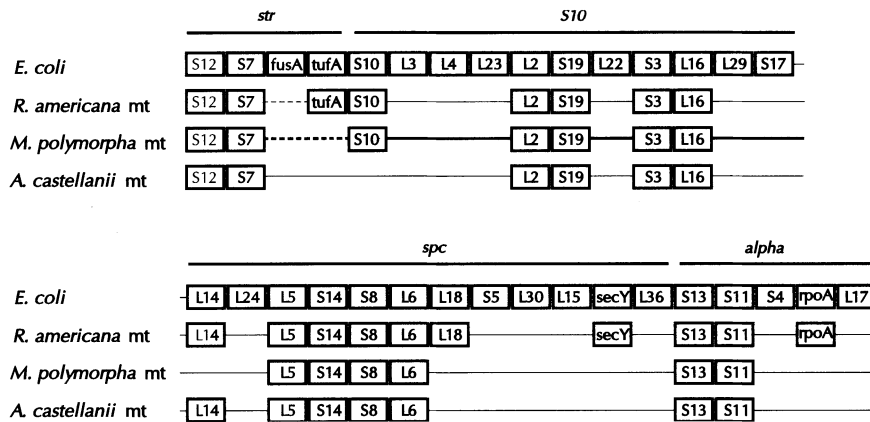 str S10
E. coli S12 S7 fusA tufA S10 L3 L4 L23 L2 S19 L22 S3 L16 L29 S17
R. americana mt S12 S7 tufA S10 L2 S19 S3 L16
M. polymorpha mt S12 S7 S10 L2 S19 S3 L16
A. castellanii mt S12 S7 L2 S19 S3 L16
spc alpha
E. coli L14 L24 L5 S14 S8 L6 L18 S5 L30 L15 secY L36 S13 S11 S4 rpoA L17
R. americana mt L14 L5 S14 S8 L6 L18 secY S13 S11 rpoA
M. polymorpha mt L5 S14 S8 L6 S13 S11
A. castellanii mt L14 L5 S14 S8 L6 S13 S11